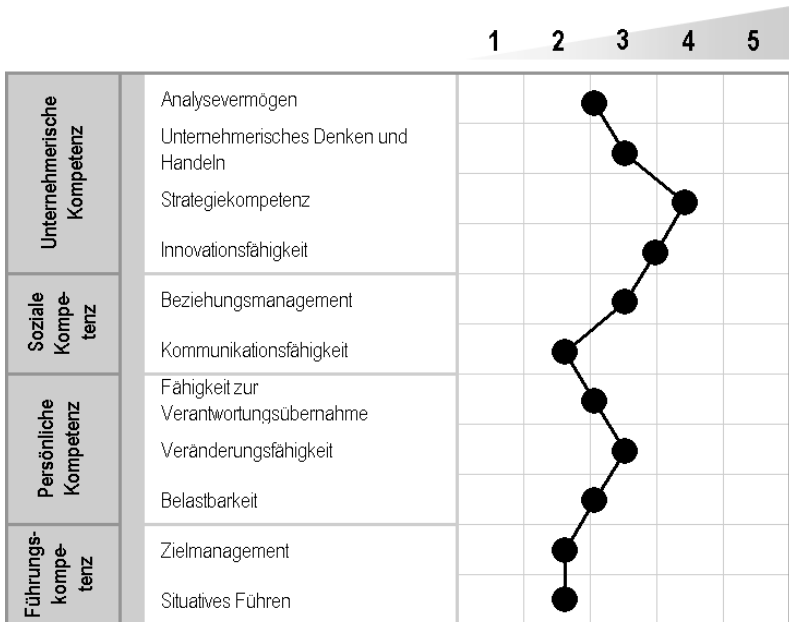 1 2 3 4 5
Unternehmerische
Kompetenz
Analysevermögen
Unternehmerisches Denken und
Handeln
Strategiekompetenz
Innovationsfähigkeit
Soziale
Kompe-
tenz
Beziehungsmanagement
Kommunikationsfähigkeit
Persönliche
Kompetenz
Fähigkeit zur
Verantwortungsübernahme
Veränderungsfähigkeit
Belastbarkeit
Führungs-
kompe-
tenz
Zielmanagement
Situatives Führen